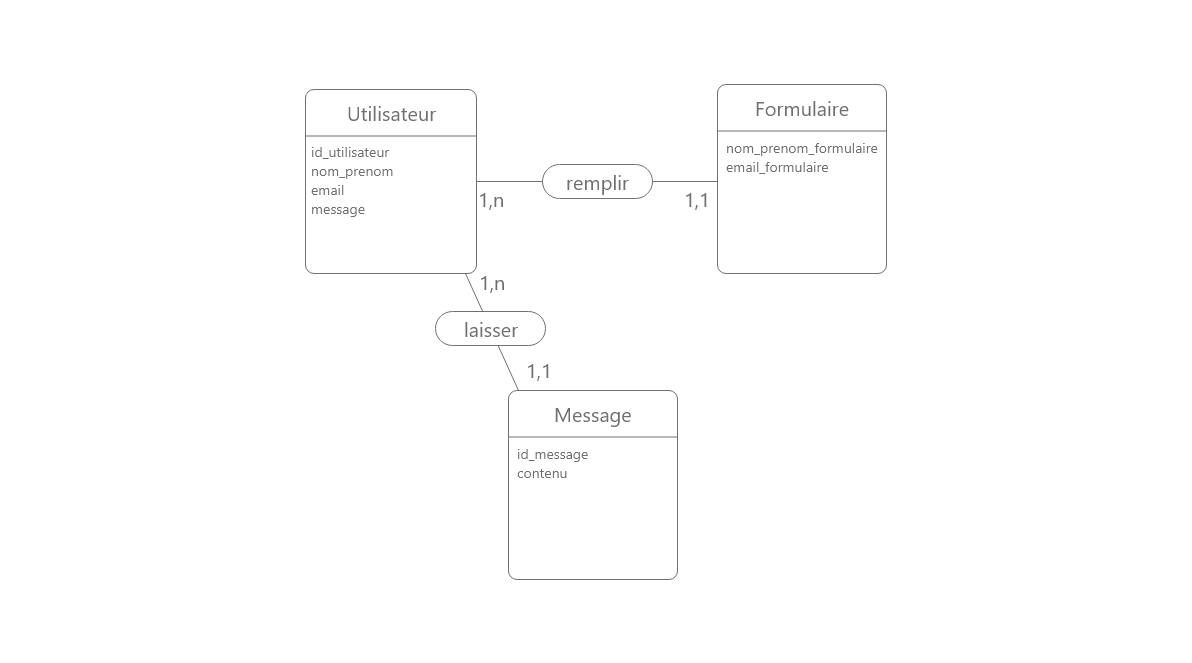 Utilisateur
id_utilisateur
nom_prenom
email
message
1,n
remplir
1,1
Formulaire
nom_prenom_formulaire
email_formulaire
1,n
laisser
1,1
Message
id_message
contenu